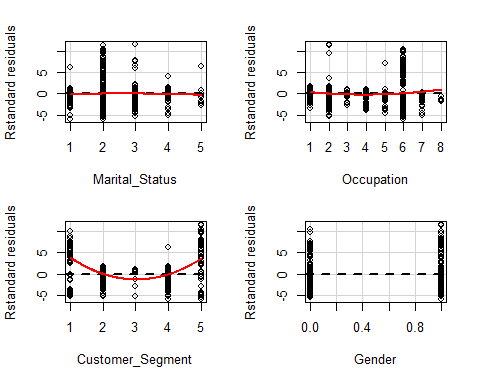 Rstandard residuals
5
0
-5
1 2 3 4 5
Marital_Status
Rstandard residuals
5
0
-5
1 2 3 4 5 6 7 8
Occupation
Rstandard residuals
5
0
-5
1 2 3 4 5
Customer_Segment
Rstandard residuals
5
0
-5
0.0 0.4 0.8
Gender